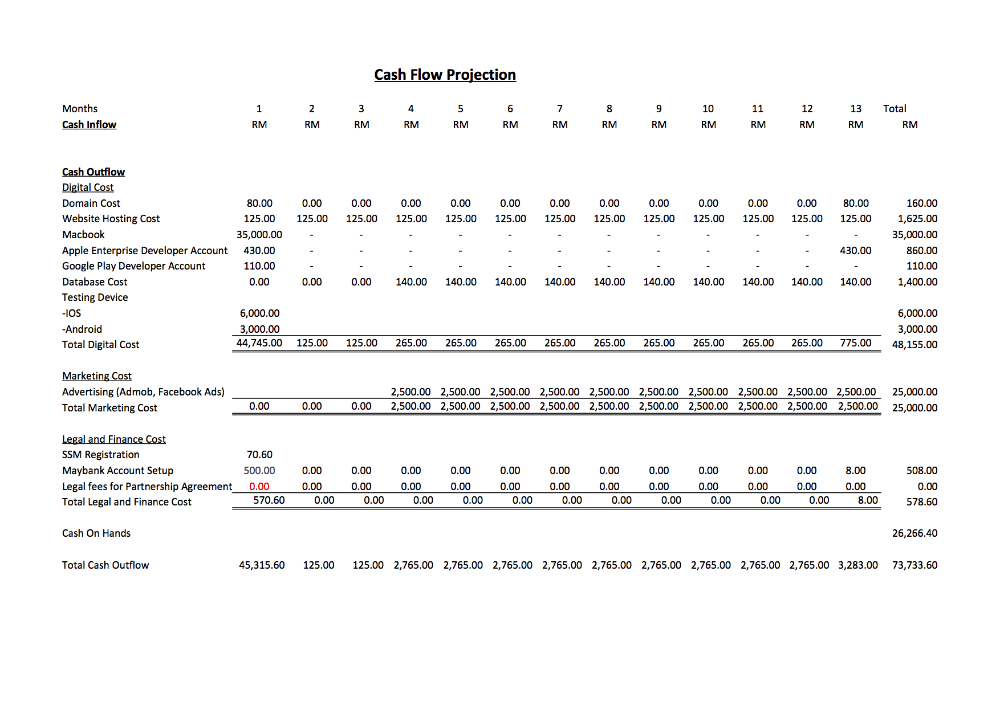 Cash Flow Projection
Months 1 2 3 4 5 6 7 8 9 10 11 12 13 Total
Cash Inflow RM RM RM RM RM RM RM RM RM RM RM RM RM RM
Cash Outflow
Digital Cost
Domain Cost 80.00 0.00 0.00 0.00 0.00 0.00 0.00 0.00 0.00 0.00 0.00 0.00 80.00 160.00
Website Hosting Cost 125.00 125.00 125.00 125.00 125.00 125.00 125.00 125.00 125.00 125.00 125.00 125.00 125.00 1,625.00
Macbook 35,000.00 - - - - - - - - - - - - 35,000.00
Apple Enterprise Developer Account 430.00 - - - - - - - - - - - 430.00 860.00
Google Play Developer Account 110.00 - - - - - - - - - - - - 110.00
Database Cost 0.00 0.00 0.00 140.00 140.00 140.00 140.00 140.00 140.00 140.00 140.00 140.00 140.00 1,400.00
Testing Device
-IOS 6,000.00 6,000.00
-Android 3,000.00 3,000.00
Total Digital Cost 44,745.00 125.00 125.00 265.00 265.00 265.00 265.00 265.00 265.00 265.00 265.00 265.00 775.00 48,155.00
Marketing Cost
Advertising (Admob, Facebook Ads) 2,500.00 2,500.00 2,500.00 2,500.00 2,500.00 2,500.00 2,500.00 2,500.00 2,500.00 2,500.00 25,000.00
Total Marketing Cost 0.00 0.00 0.00 2,500.00 2,500.00 2,500.00 2,500.00 2,500.00 2,500.00 2,500.00 2,500.00 2,500.00 2,500.00 25,000.00
Legal and Finance Cost
SSM Registration 70.60
Maybank Account Setup 500.00 0.00 0.00 0.00 0.00 0.00 0.00 0.00 0.00 0.00 0.00 0.00 8.00 508.00
Legal fees for Partnership Agreement 0.00 0.00 0.00 0.00 0.00 0.00 0.00 0.00 0.00 0.00 0.00 0.00 0.00 0.00
Total Legal and Finance Cost 570.60 0.00 0.00 0.00 0.00 0.00 0.00 0.00 0.00 0.00 0.00 0.00 8.00 578.60
Cash On Hands 26,266.40
Total Cash Outflow 45,315.60 125.00 125.00 2,765.00 2,765.00 2,765.00 2,765.00 2,765.00 2,765.00 2,765.00 2,765.00 2,765.00 3,283.00 73,733.60